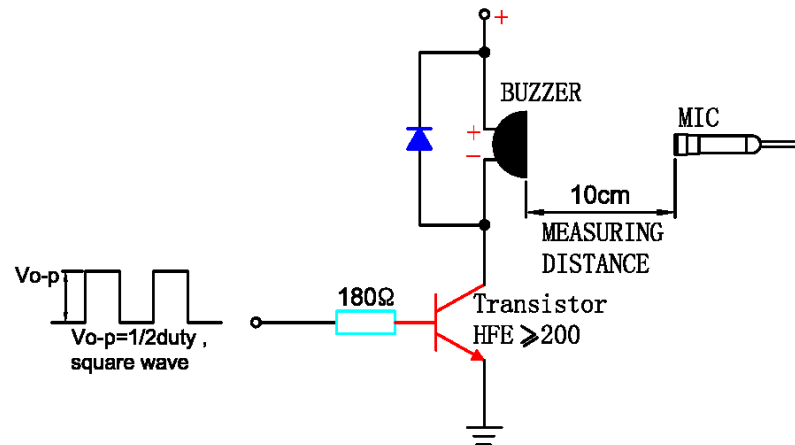 +
BUZZER
+
−
MIC
10cm
MEASURING
DISTANCE
Vo-p
Vo-p=1/2duty ,
square wave
180Ω
Transistor
HFE ⩾200